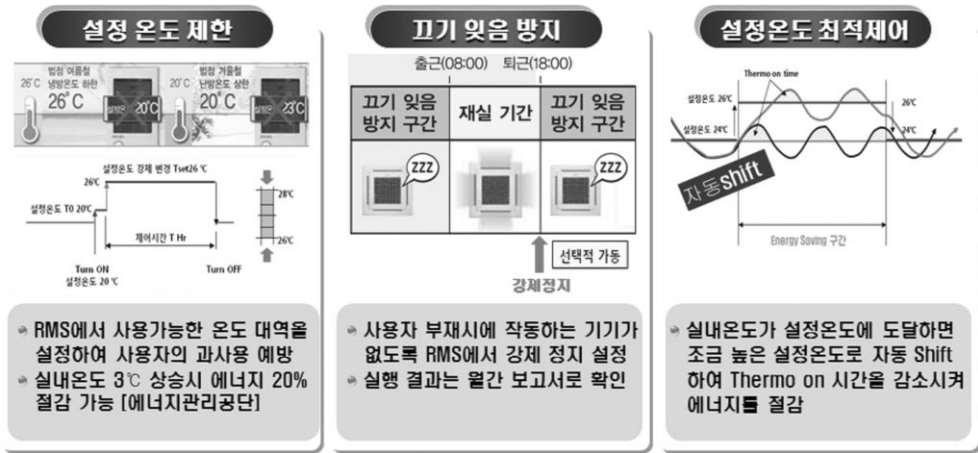 설정 온도 제한
26˚C
법정 여름철
냉방온도 하한
26˚C
설정온
20˚C
20˚C
법정 겨울철
난방온도 상한
20˚C
설정온
23˚C
설정온도 강제 변경 Tset26 ℃
26℃
설정온도 T0 20℃
제어시간 T Hr
Turn ON
설정온도 20 ℃
Turn OFF
28℃
26℃
RMS에서 사용가능한 온도 대역을
설정하여 사용자의 과사용 예방
실내온도 3℃ 상승시 에너지 20%
절감 가능 [에너지관리공단]
끄기 잊음 방지
출근(08:00) 퇴근(18:00)
끄기 잊음
방지 구간
재실 기간
끄기 잊음
방지 구간
ZZZ
ZZZ
선택적 가동
강제정지
사용자 부재시에 작동하는 기기가
없도록 RMS에서 강제 정지 설정
실행 결과는 월간 보고서로 확인
설정온도 최적제어
Thermo on time
설정온도 26℃
26℃
설정온도 24℃
24℃
자동shift
Energy Saving 구간
실내온도가 설정온도에 도달하면
조금 높은 설정온도로 자동 Shift
하여 Thermo on 시간을 감소시켜
에너지를 절감